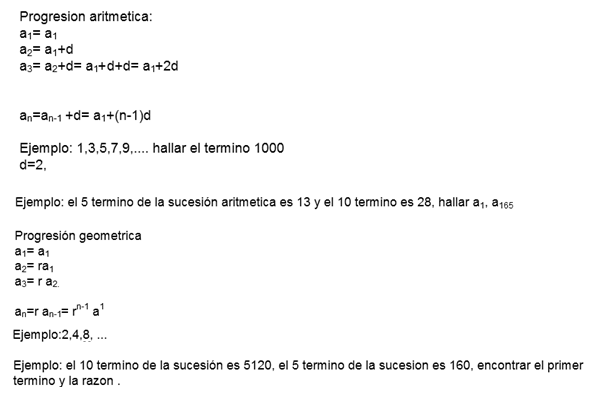 Progresion aritmetica:
a₁= a₁
a₂= a₁+d
a₃= a₂+d= a₁+d+d= a₁+2d
aₙ=aₙ₋₁ +d= a₁+(n-1)d
Ejemplo: 1,3,5,7,9,.... hallar el termino 1000
d=2,
Ejemplo: el 5 termino de la sucesión aritmetica es 13 y el 10 termino es 28, hallar a₁, a₁₆₅
Progresión geometrica
a₁= a₁
a₂= ra₁
a₃= r a₂
aₙ=r aₙ₋₁= rⁿ⁻¹ a¹
Ejemplo:2,4,8, ...
Ejemplo: el 10 termino de la sucesión es 5120, el 5 termino de la sucesion es 160, encontrar el primer
termino y la razon .